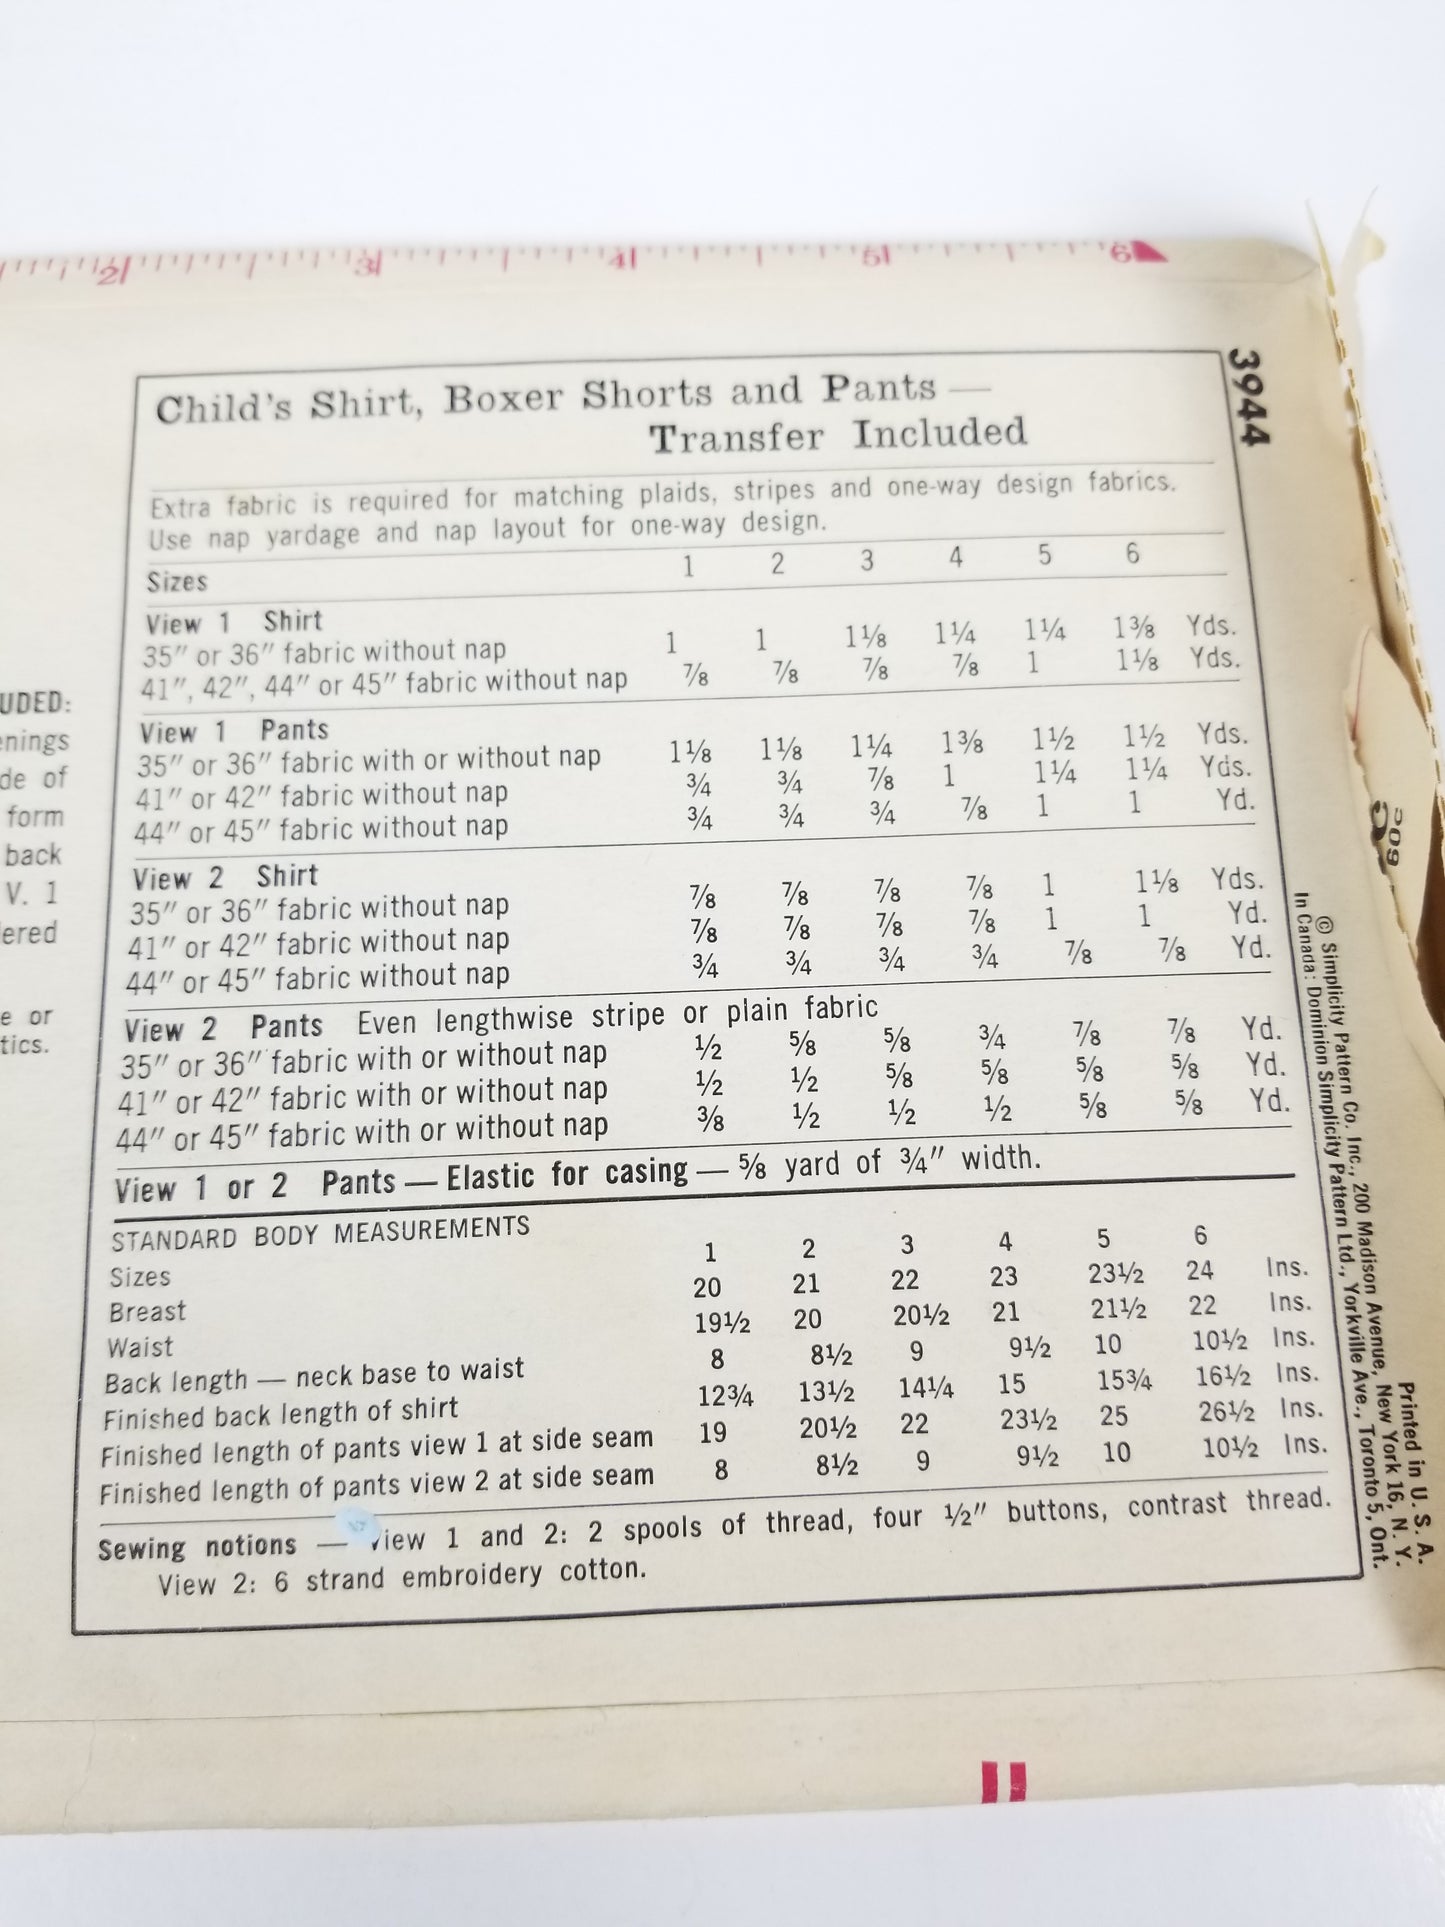 2 3 4 5 6
Child's Shirt, Boxer Shorts and Pants —
Transfer Included
3944
Extra fabric is required for matching plaids, stripes and one-way design fabrics.
Use nap yardage and nap layout for one-way design.
Sizes 1 2 3 4 5 6
View 1 Shirt
35" or 36" fabric without nap 1 1 1⅛ 1¼ 1¼ 1⅜ Yds.
41", 42", 44" or 45" fabric without nap ⅞ ⅞ ⅞ ⅞ 1 1⅛ Yds.
View 1 Pants
35" or 36" fabric with or without nap 1⅛ 1⅛ 1¼ 1⅜ 1½ 1½ Yds.
41" or 42" fabric without nap ¾ ¾ ⅞ 1 1¼ 1¼ Yds.
44" or 45" fabric without nap ¾ ¾ ¾ ⅞ 1 1 Yd.
View 2 Shirt
35" or 36" fabric without nap ⅞ ⅞ ⅞ ⅞ 1 1⅛ Yds.
41" or 42" fabric without nap ⅞ ⅞ ⅞ ⅞ 1 1 Yd.
44" or 45" fabric without nap ¾ ¾ ¾ ¾ ⅞ ⅞ Yd.
View 2 Pants Even lengthwise stripe or plain fabric
35" or 36" fabric with or without nap ½ ⅝ ⅝ ¾ ⅞ ⅞ Yd.
41" or 42" fabric with or without nap ½ ½ ⅝ ⅝ ⅝ ⅝ Yd.
44" or 45" fabric with or without nap ⅜ ½ ½ ½ ⅝ ⅝ Yd.
View 1 or 2 Pants — Elastic for casing — ⅝ yard of ¾" width.
STANDARD BODY MEASUREMENTS
Sizes 1 2 3 4 5 6
Breast 20 21 22 23 23½ 24 Ins.
Waist 19½ 20 20½ 21 21½ 22 Ins.
Back length — neck base to waist 8 8½ 9 9½ 10 10½ Ins.
Finished back length of shirt 12¾ 13½ 14¼ 15 15¾ 16½ Ins.
Finished length of pants view 1 at side seam 19 20½ 22 23½ 25 26½ Ins.
Finished length of pants view 2 at side seam 8 8½ 9 9½ 10 10½ Ins.
Sewing notions — View 1 and 2: 2 spools of thread, four ½" buttons, contrast thread.
View 2: 6 strand embroidery cotton.
UDED:
enings
de of
form
back
V. 1
ered
e or
tics.
© Simplicity Pattern Co. Inc., 200 Madison Avenue, New York 16, N. Y.
In Canada: Dominion Simplicity Pattern Ltd., Yorkville Ave., Toronto 5, Ont.
Printed in U. S. A.